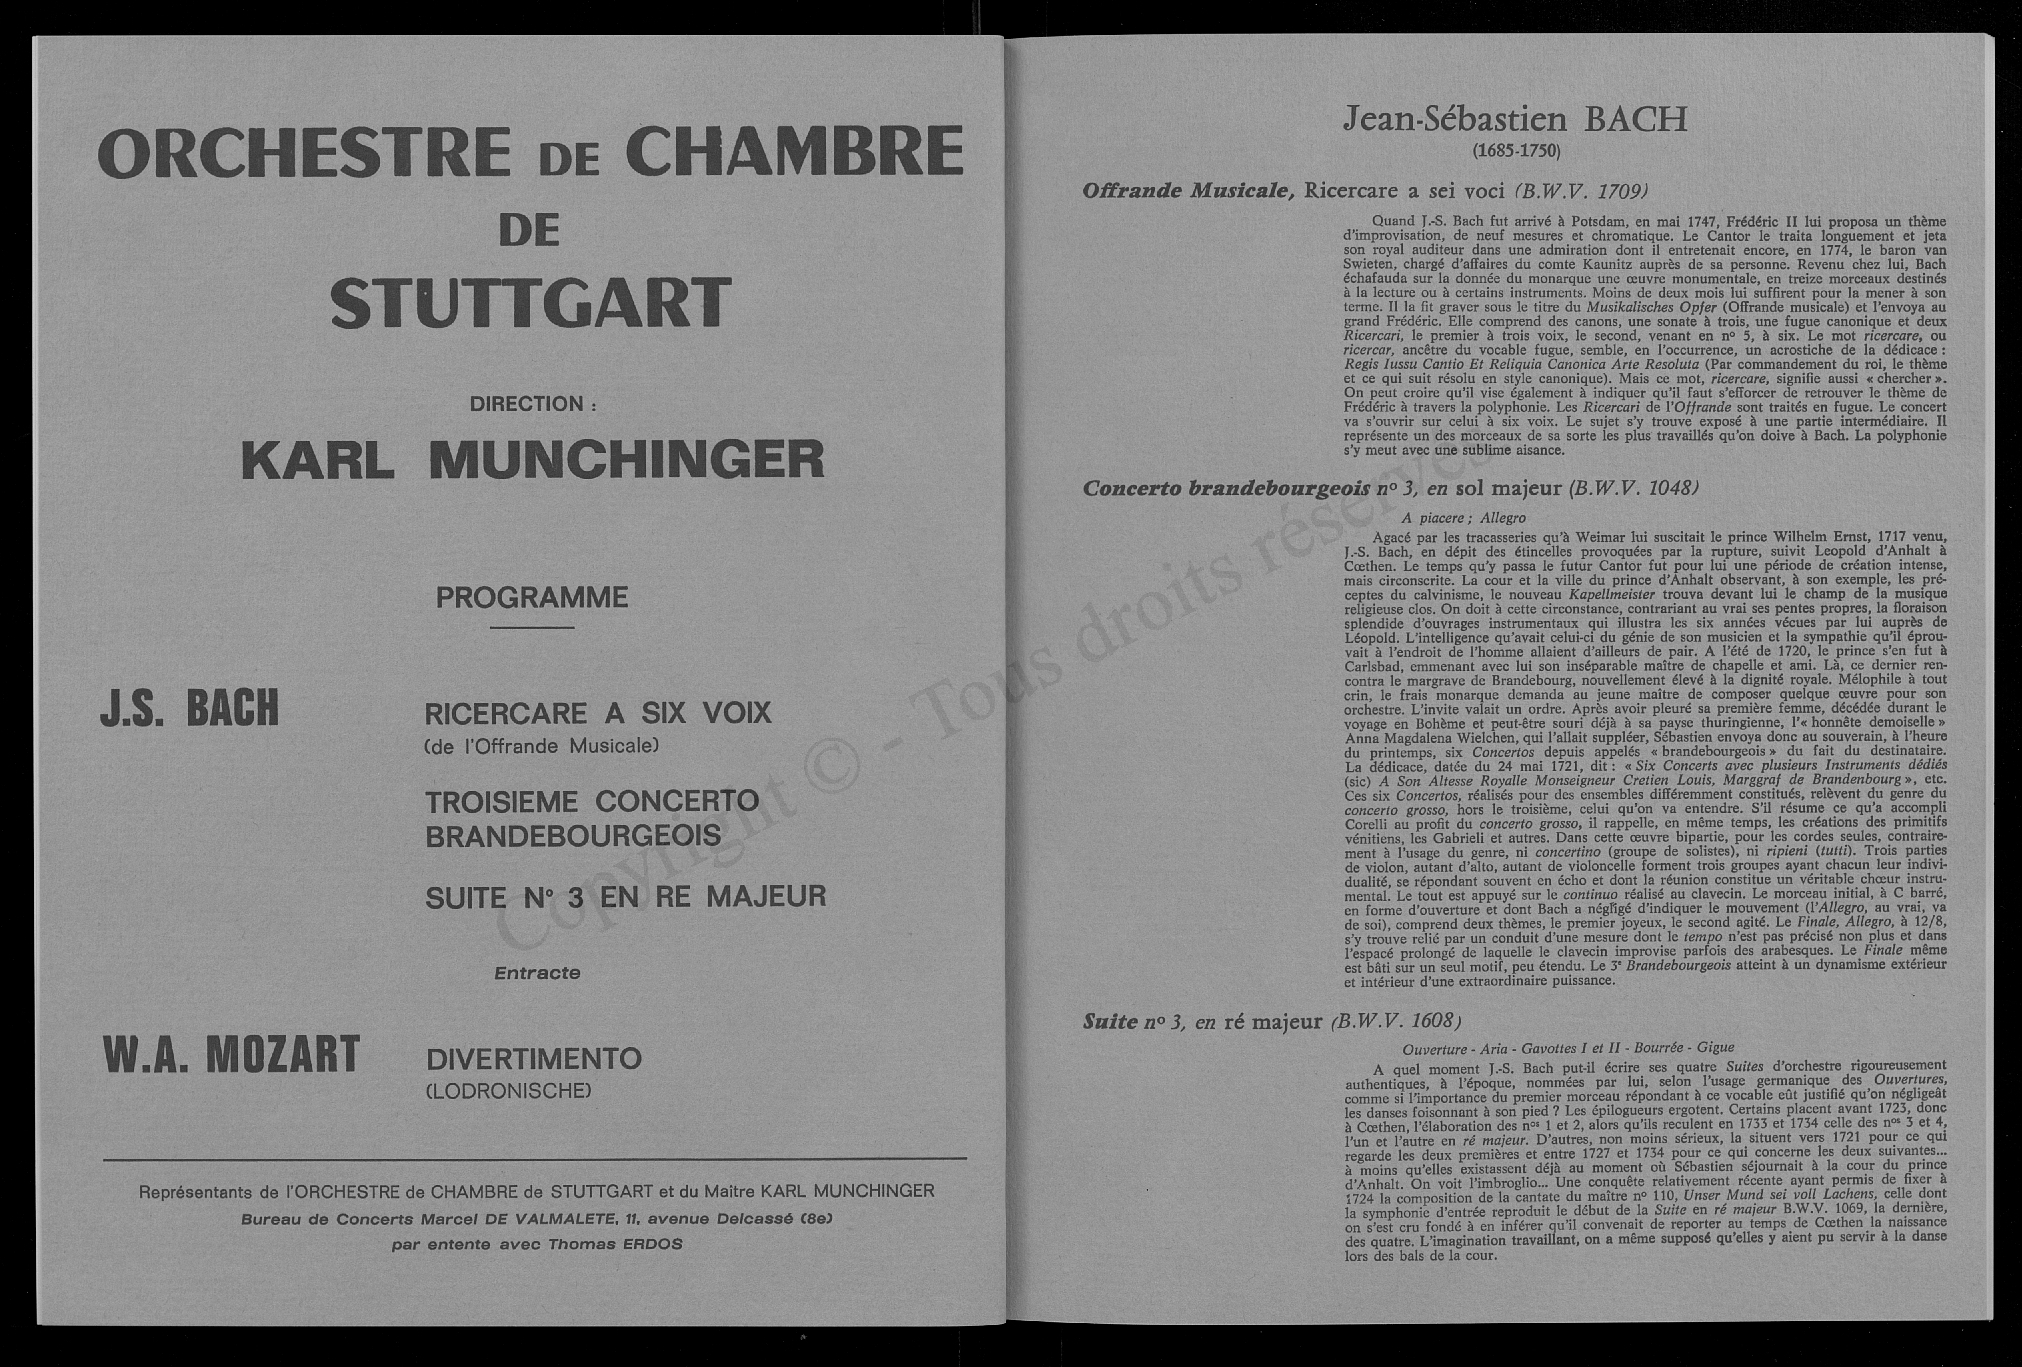 ORCHESTRE DE CHAMBRE
DE
STUTTGART
DIRECTION :
KARL MUNCHINGER
PROGRAMME
J.S. BACH
RICERCARE A SIX VOIX
(de l'Offrande Musicale)
TROISIEME CONCERTO
BRANDEBOURGEOIS
SUITE N° 3 EN RE MAJEUR
Entracte
W.A. MOZART
DIVERTIMENTO
(LODRONISCHE)
Représentants de l'ORCHESTRE de CHAMBRE de STUTTGART et du Maître KARL MUNCHINGER
Bureau de Concerts Marcel DE VALMALETE, 11, avenue Delcassé (8e)
par entente avec Thomas ERDOS
Jean-Sébastien BACH
(1685-1750)
Offrande Musicale, Ricercare a sei voci (B.W.V. 1709)
Quand J.-S. Bach fut arrivé à Potsdam, en mai 1747, Frédéric II lui proposa un thème
d'improvisation, de neuf mesures et chromatique. Le Cantor le traita longuement et jeta
son royal auditeur dans une admiration dont il entretenait encore, en 1774, le baron van
Swieten, chargé d'affaires du comte Kaunitz auprès de sa personne. Revenu chez lui, Bach
échafauda sur la donnée du monarque une œuvre monumentale, en treize morceaux destinés
à la lecture ou à certains instruments. Moins de deux mois lui suffirent pour la mener à son
terme. Il la fit graver sous le titre du Musikalisches Opfer (Offrande musicale) et l'envoya au
grand Frédéric. Elle comprend des canons, une sonate à trois, une fugue canonique et deux
Ricercari, le premier à trois voix, le second, venant en n° 5, à six. Le mot ricercare, ou
ricercar, ancêtre du vocable fugue, semble, en l'occurrence, un acrostiche de la dédicace :
Regis Iussu Cantio Et Reliquia Canonica Arte Resoluta (Par commandement du roi, le thème
et ce qui suit résolu en style canonique). Mais ce mot, ricercare, signifie aussi « chercher ».
On peut croire qu'il vise également à indiquer qu'il faut s'efforcer de retrouver le thème de
Frédéric à travers la polyphonie. Les Ricercari de l'Offrande sont traités en fugue. Le concert
va s'ouvrir sur celui à six voix. Le sujet s'y trouve exposé à une partie intermédiaire. Il
représente un des morceaux de sa sorte les plus travaillés qu'on doive à Bach. La polyphonie
s'y meut avec une sublime aisance.
Concerto brandebourgeois n° 3, en sol majeur (B.W.V. 1048)
A piacere ; Allegro
Agacé par les tracasseries qu'à Weimar lui suscitait le prince Wilhelm Ernst, 1717 venu,
J.-S. Bach, en dépit des étincelles provoquées par la rupture, suivit Leopold d'Anhalt à
Cœthen. Le temps qu'y passa le futur Cantor fut pour lui une période de création intense,
mais circonscrite. La cour et la ville du prince d'Anhalt observant, à son exemple, les pré-
ceptes du calvinisme, le nouveau Kapellmeister trouva devant lui le champ de la musique
religieuse clos. On doit à cette circonstance, contrariant au vrai ses pentes propres, la floraison
splendide d'ouvrages instrumentaux qui illustra les six années vécues par lui auprès de
Léopold. L'intelligence qu'avait celui-ci du génie de son musicien et la sympathie qu'il éprou-
vait à l'endroit de l'homme allaient d'ailleurs de pair. A l'été de 1720, le prince s'en fut à
Carlsbad, emmenant avec lui son inséparable maître de chapelle et ami. Là, ce dernier ren-
contra le margrave de Brandebourg, nouvellement élevé à la dignité royale. Mélophile à tout
crin, le frais monarque demanda au jeune maître de composer quelque œuvre pour son
orchestre. L'invite valait un ordre. Après avoir pleuré sa première femme, décédée durant le
voyage en Bohème et peut-être souri déjà à sa payse thuringienne, l'« honnête demoiselle »
Anna Magdalena Wielchen, qui l'allait suppléer, Sébastien envoya donc au souverain, à l'heure
du printemps, six Concertos depuis appelés « brandebourgeois » du fait du destinataire.
La dédicace, datée du 24 mai 1721, dit : « Six Concerts avec plusieurs Instruments dédiés
(sic) A Son Altesse Royalle Monseigneur Cretien Louis, Marggraf de Brandenbourg », etc.
Ces six Concertos, réalisés pour des ensembles différemment constitués, relèvent du genre du
concerto grosso, hors le troisième, celui qu'on va entendre. S'il résume ce qu'a accompli
Corelli au profit du concerto grosso, il rappelle, en même temps, les créations des primitifs
vénitiens, les Gabrieli et autres. Dans cette œuvre bipartie, pour les cordes seules, contraire-
ment à l'usage du genre, ni concertino (groupe de solistes), ni ripieni (tutti). Trois parties
de violon, autant d'alto, autant de violoncelle forment trois groupes ayant chacun leur indivi-
dualité, se répondant souvent en écho et dont la réunion constitue un véritable chœur instru-
mental. Le tout est appuyé sur le continuo réalisé au clavecin. Le morceau initial, à C barré,
en forme d'ouverture et dont Bach a négligé d'indiquer le mouvement (l'Allegro, au vrai, va
de soi), comprend deux thèmes, le premier joyeux, le second agité. Le Finale, Allegro, à 12/8,
s'y trouve relié par un conduit d'une mesure dont le tempo n'est pas précisé non plus et dans
l'espacé prolongé de laquelle le clavecin improvise parfois des arabesques. Le Finale même
est bâti sur un seul motif, peu étendu. Le 3e Brandebourgeois atteint à un dynamisme extérieur
et intérieur d'une extraordinaire puissance.
Suite n° 3, en ré majeur (B.W.V. 1608)
Ouverture - Aria - Gavottes I et II - Bourrée - Gigue
A quel moment J.-S. Bach put-il écrire ses quatre Suites d'orchestre rigoureusement
authentiques, à l'époque, nommées par lui, selon l'usage germanique des Ouvertures,
comme si l'importance du premier morceau répondant à ce vocable eût justifié qu'on négligeât
les danses foisonnant à son pied ? Les épilogueurs ergotent. Certains placent avant 1723, donc
à Cœthen, l'élaboration des nos 1 et 2, alors qu'ils reculent en 1733 et 1734 celle des nos 3 et 4,
l'un et l'autre en ré majeur. D'autres, non moins sérieux, la situent vers 1721 pour ce qui
regarde les deux premières et entre 1727 et 1734 pour ce qui concerne les deux suivantes...
à moins qu'elles existassent déjà au moment où Sébastien séjournait à la cour du prince
d'Anhalt. On voit l'imbroglio... Une conquête relativement récente ayant permis de fixer à
1724 la composition de la cantate du maître n° 110, Unser Mund sei voll Lachens, celle dont
la symphonie d'entrée reproduit le début de la Suite en ré majeur B.W.V. 1069, la dernière,
on s'est cru fondé à en inférer qu'il convenait de reporter au temps de Cœthen la naissance
des quatre. L'imagination travaillant, on a même supposé qu'elles y aient pu servir à la danse
lors des bals de la cour.
Copyright © - Tous droits réservés